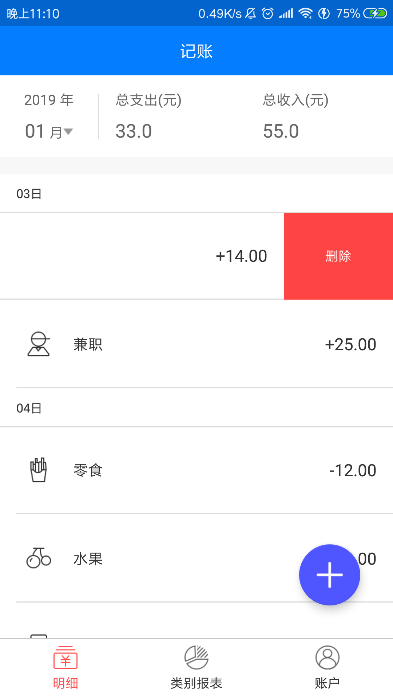 晚上11:10 0.49K/s 75%
记账
2019 年 总支出(元) 总收入(元)
01 月 33.0 55.0
03日
+14.00 删除
兼职 +25.00
04日
零食 -12.00
水果 00
明细 类别报表 账户